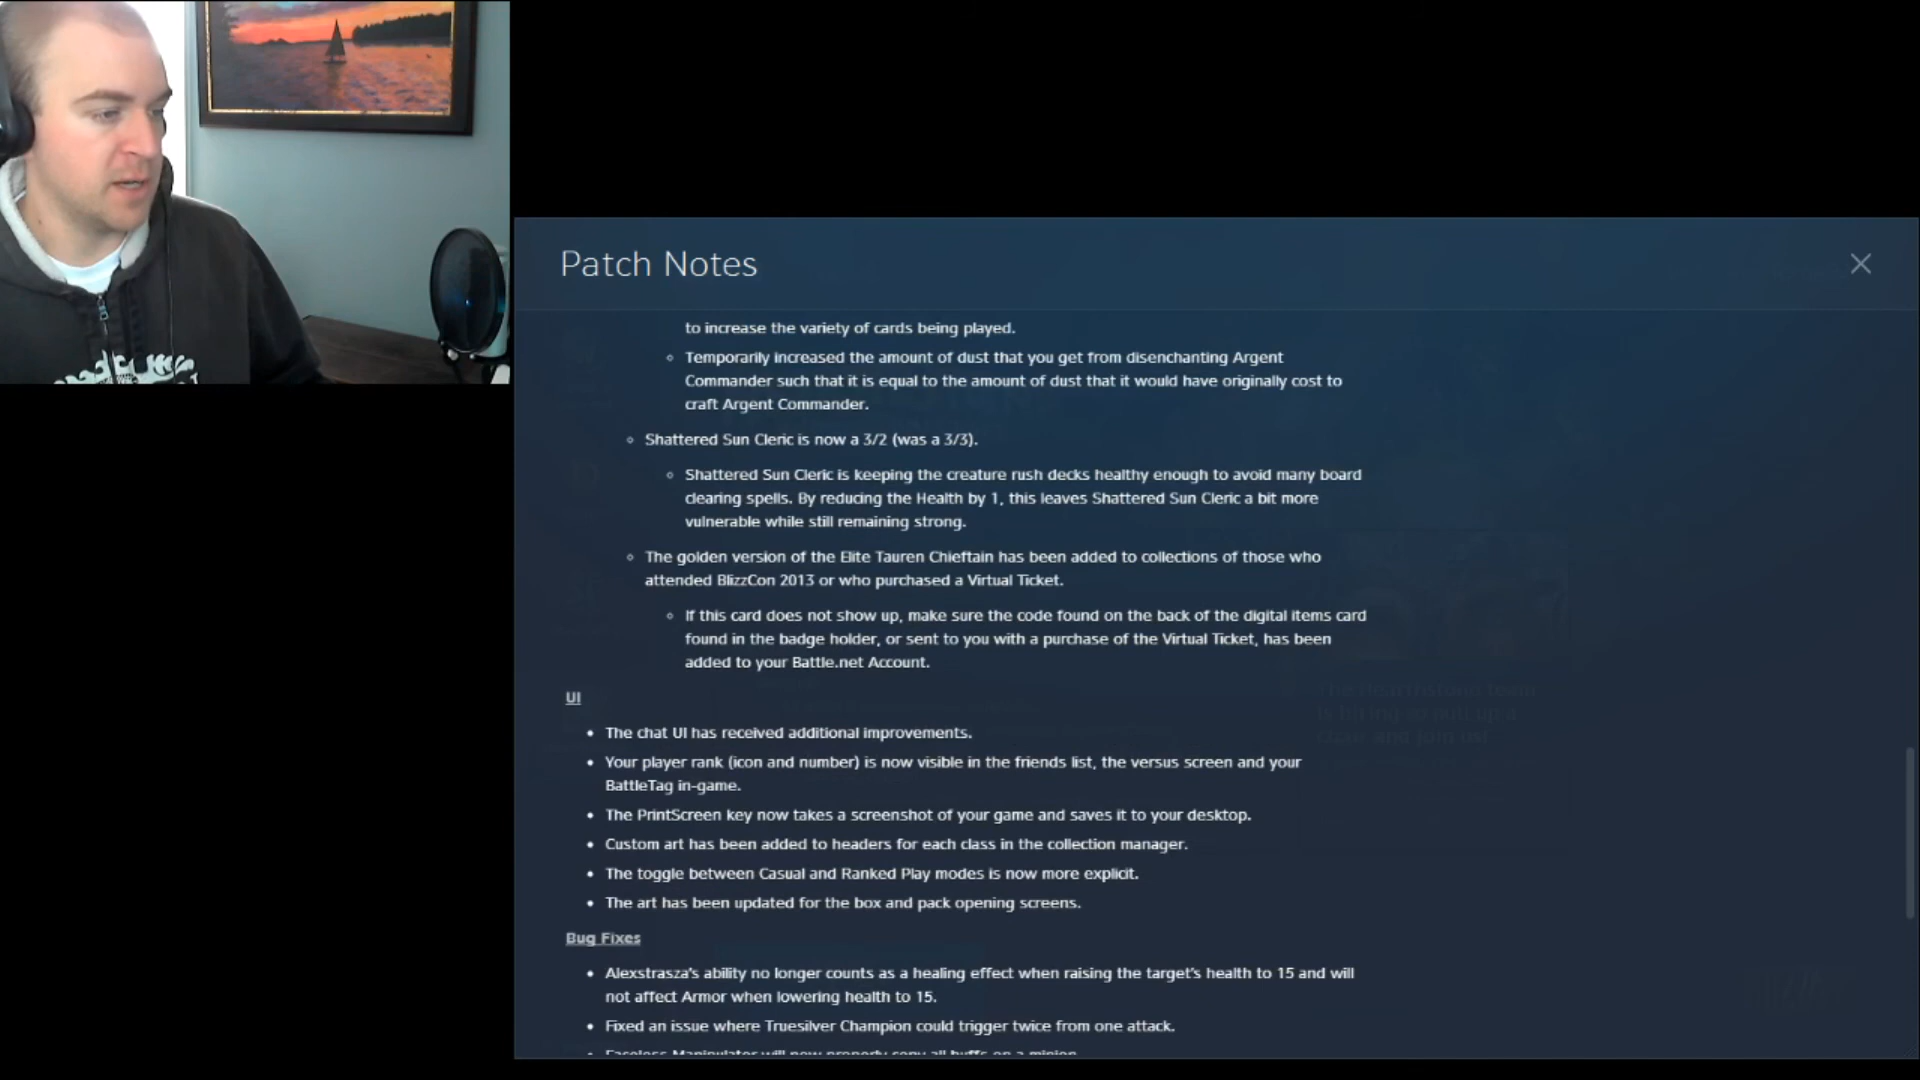 Patch Notes
to increase the variety of cards being played.
Temporarily increased the amount of dust that you get from disenchanting Argent
Commander such that it is equal to the amount of dust that it would have originally cost to
craft Argent Commander.
Shattered Sun Cleric is now a 3/2 (was a 3/3).
Shattered Sun Cleric is keeping the creature rush decks healthy enough to avoid many board
clearing spells. By reducing the Health by 1, this leaves Shattered Sun Cleric a bit more
vulnerable while still remaining strong.
The golden version of the Elite Tauren Chieftain has been added to collections of those who
attended BlizzCon 2013 or who purchased a Virtual Ticket.
If this card does not show up, make sure the code found on the back of the digital items card
found in the badge holder, or sent to you with a purchase of the Virtual Ticket, has been
added to your Battle.net Account.
UI
The chat UI has received additional improvements.
Your player rank (icon and number) is now visible in the friends list, the versus screen and your
BattleTag in-game.
The PrintScreen key now takes a screenshot of your game and saves it to your desktop.
Custom art has been added to headers for each class in the collection manager.
The toggle between Casual and Ranked Play modes is now more explicit.
The art has been updated for the box and pack opening screens.
Bug Fixes
Alexstrasza's ability no longer counts as a healing effect when raising the target's health to 15 and will
not affect Armor when lowering health to 15.
Fixed an issue where Truesilver Champion could trigger twice from one attack.
Faceless Manipulator will now properly copy all buffs on a minion.